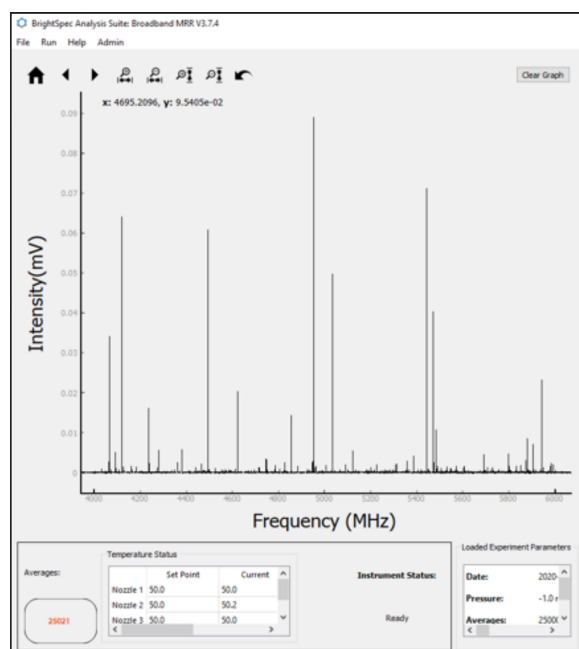 BrightSpec Analysis Suite: Broadband MRR V3.7.4
File Run Help Admin
Clear Graph
x: 4695.2096, y: 9.5405e-02
0.09
0.08
0.07
0.06
0.05
0.04
0.03
0.02
0.01
0
Intensity(mV)
4000 4200 4400 4600 4800 5000 5200 5400 5600 5800 6000
Frequency (MHz)
Averages:
25021
Temperature Status
Set Point Current
Nozzle 1 50.0 50.0
Nozzle 2 50.0 50.2
Nozzle 3 50.0 50.0
Instrument Status:
Ready
Loaded Experiment Parameters
Date: 2020-
Pressure: -1.0
Averages: 2500